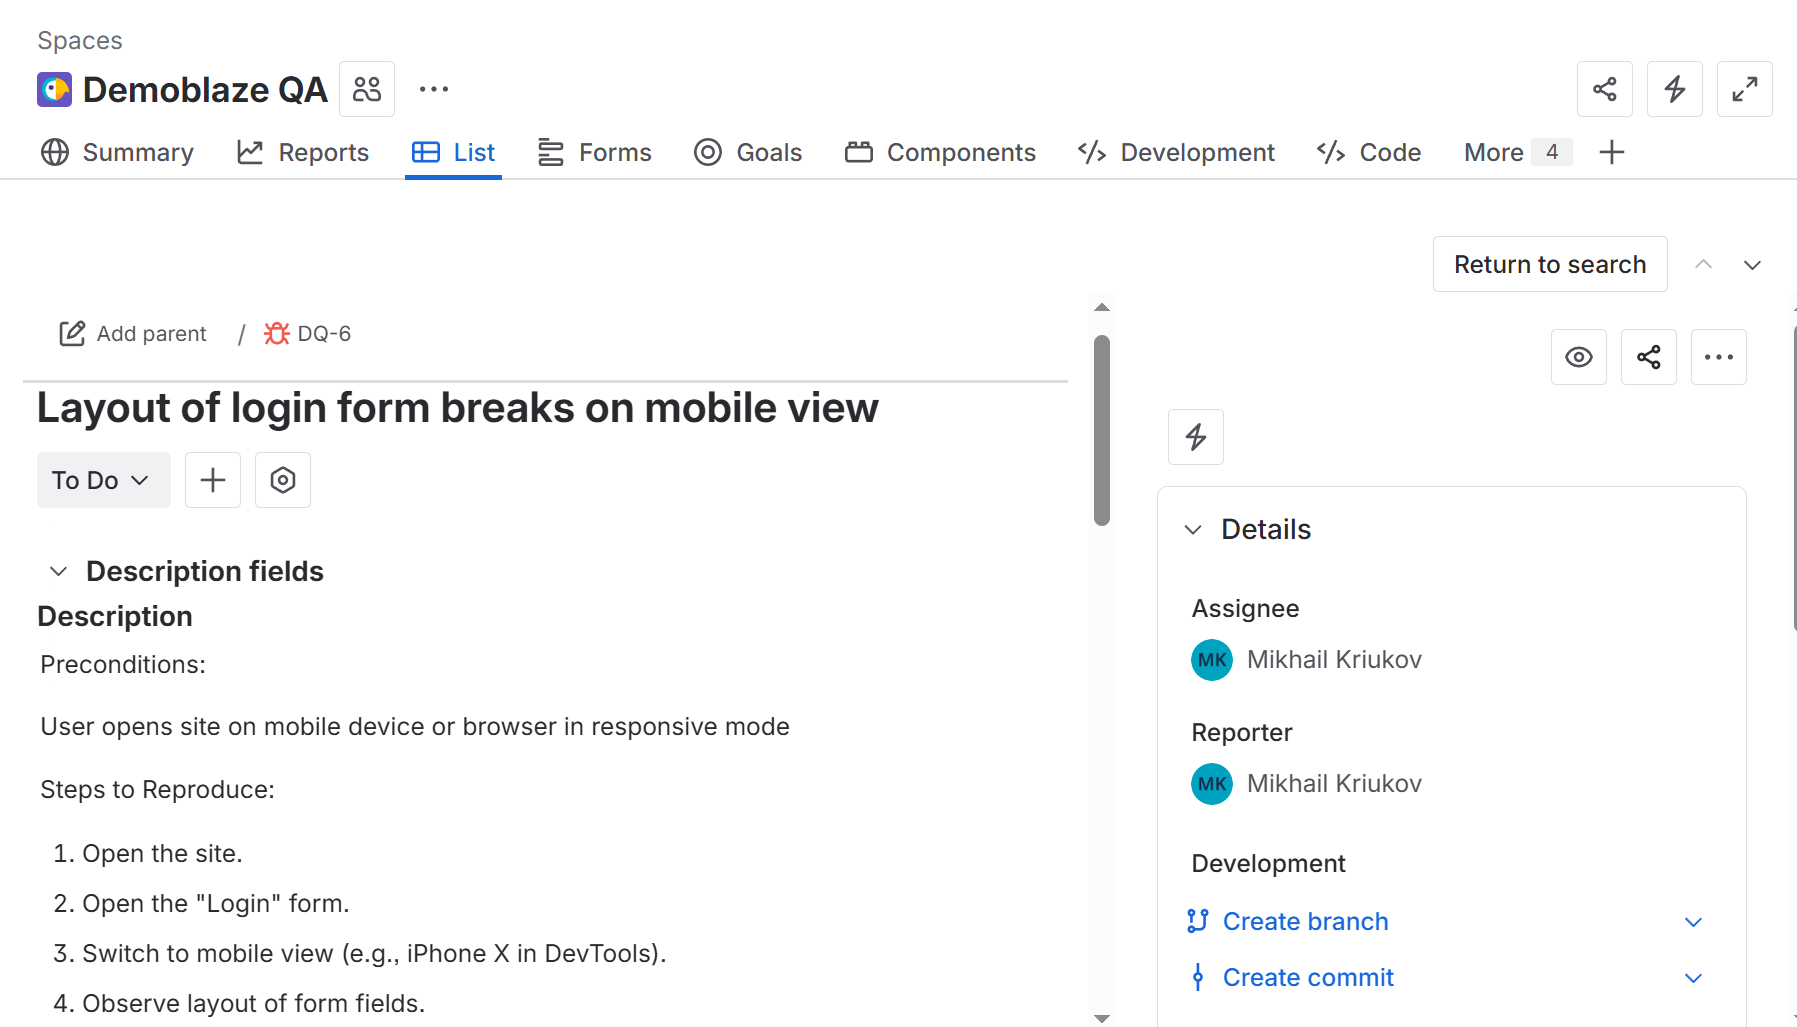 Spaces
Demoblaze QA
Summary Reports List Forms Goals Components Development Code More 4
Return to search
Add parent / DQ-6
Layout of login form breaks on mobile view
To Do
Description fields
Description
Preconditions:
User opens site on mobile device or browser in responsive mode
Steps to Reproduce:
1. Open the site.
2. Open the "Login" form.
3. Switch to mobile view (e.g., iPhone X in DevTools).
4. Observe layout of form fields.
Details
Assignee
MK Mikhail Kriukov
Reporter
MK Mikhail Kriukov
Development
Create branch
Create commit